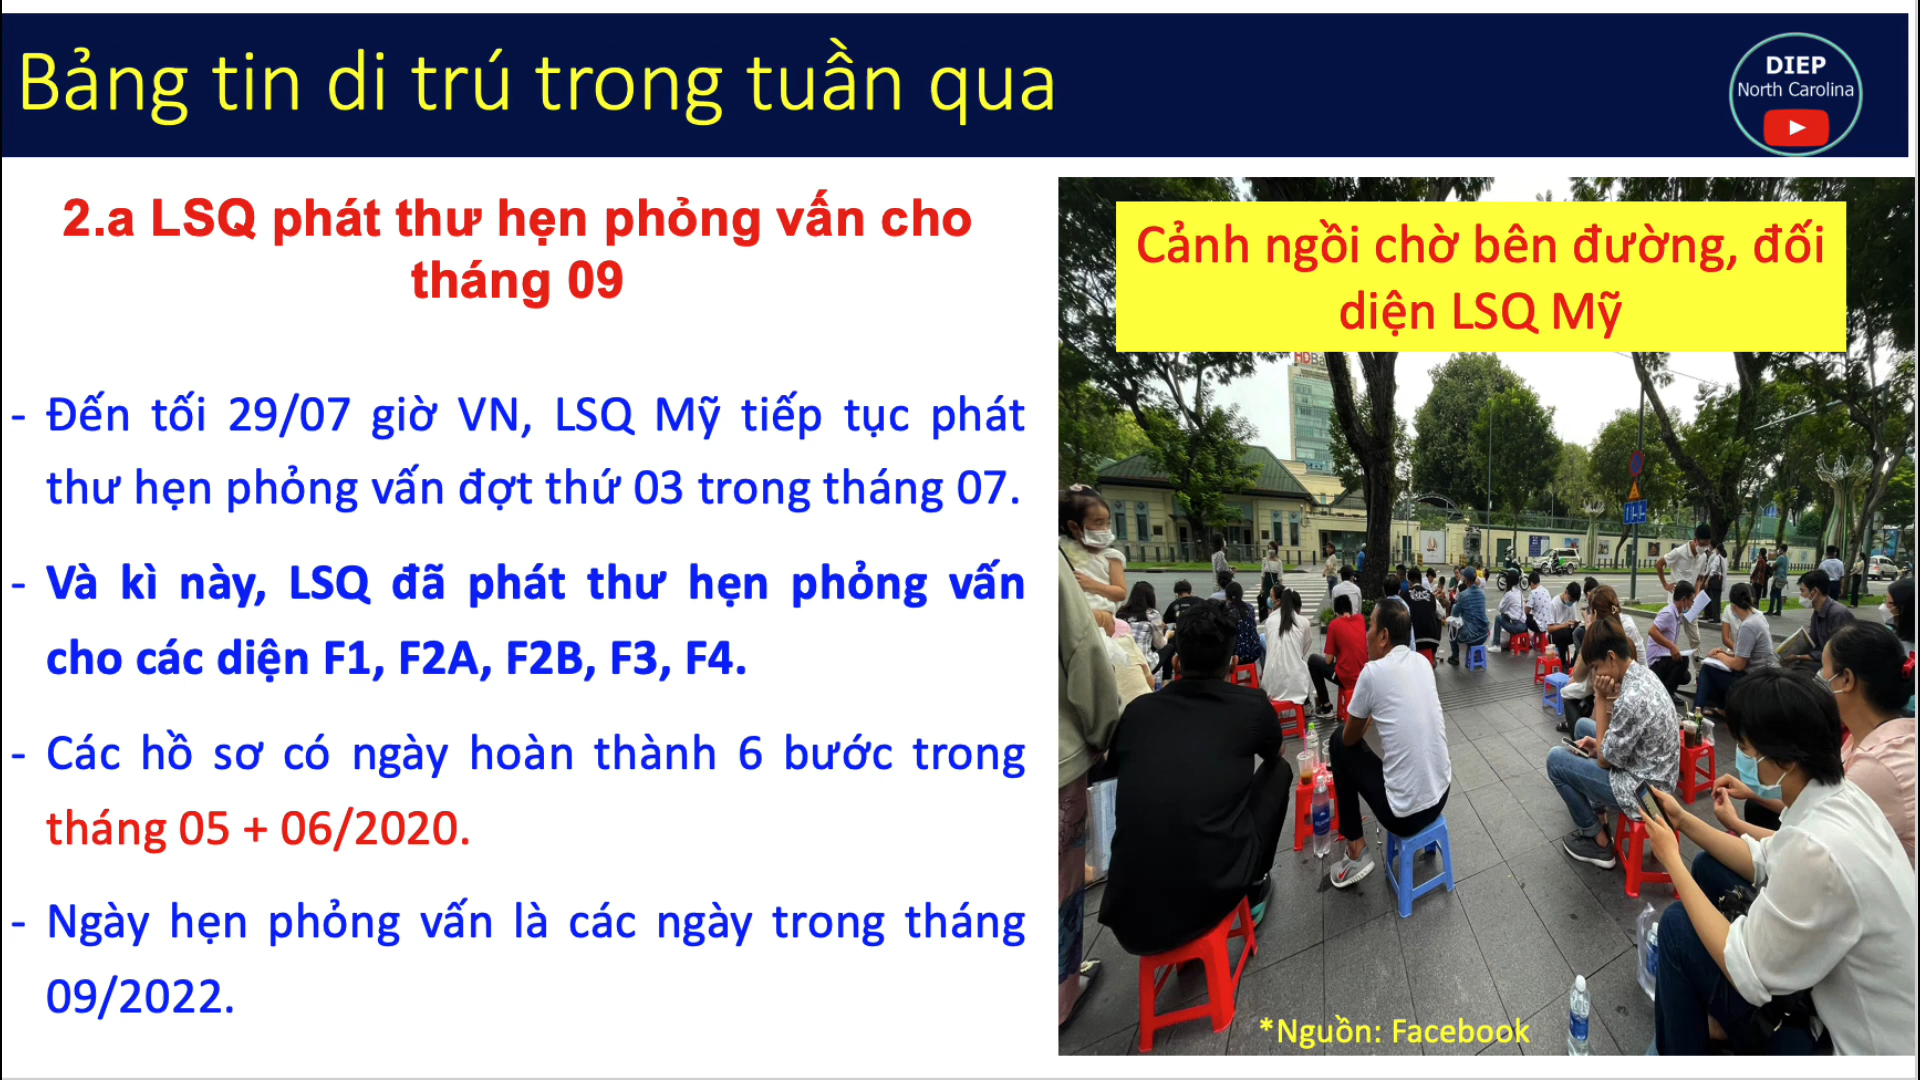 Bảng tin di trú trong tuần qua
DIEP
North Carolina
2.a LSQ phát thư hẹn phỏng vấn cho
tháng 09
- Đến tối 29/07 giờ VN, LSQ Mỹ tiếp tục phát
thư hẹn phỏng vấn đợt thứ 03 trong tháng 07.
- Và kì này, LSQ đã phát thư hẹn phỏng vấn
cho các diện F1, F2A, F2B, F3, F4.
- Các hồ sơ có ngày hoàn thành 6 bước trong
tháng 05 + 06/2020.
- Ngày hẹn phỏng vấn là các ngày trong tháng
09/2022.
Cảnh ngồi chờ bên đường, đối
diện LSQ Mỹ
*Nguồn: Facebook